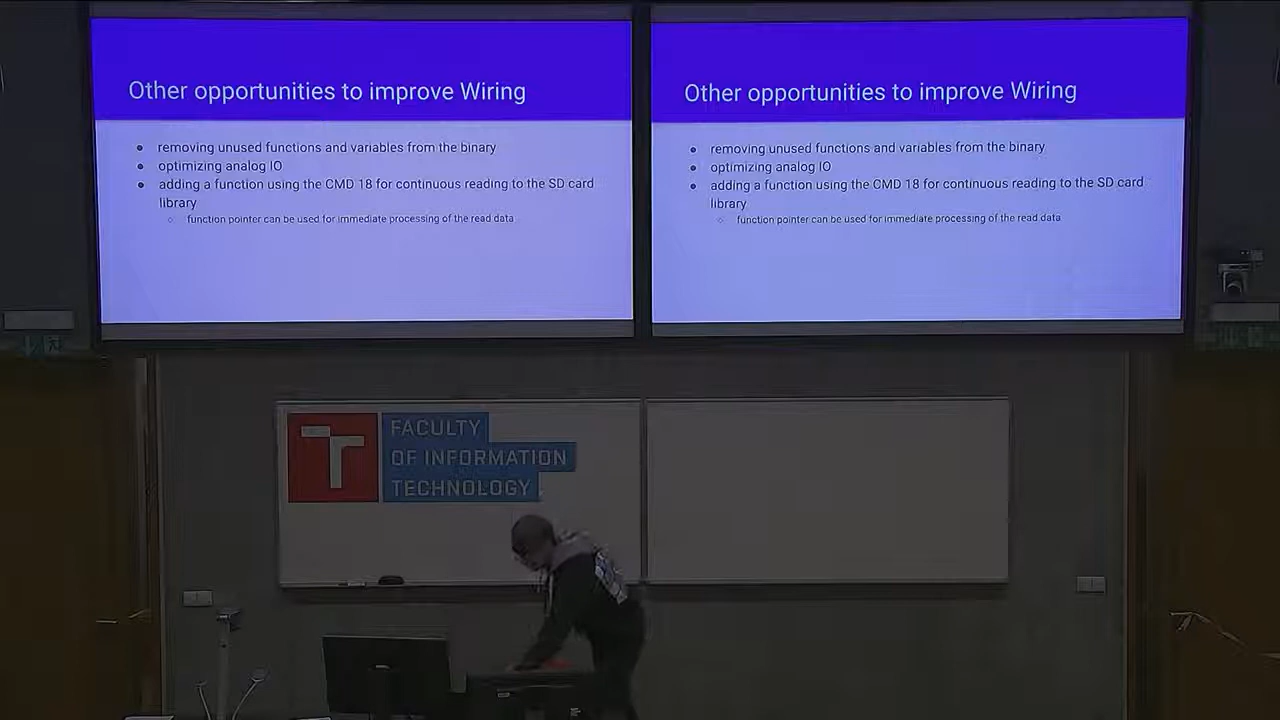 Other opportunities to improve Wiring
removing unused functions and variables from the binary
optimizing analog IO
adding a function using the CMD 18 for continuous reading to the SD card
library
function pointer can be used for immediate processing of the read data
Other opportunities to improve Wiring
removing unused functions and variables from the binary
optimizing analog IO
adding a function using the CMD 18 for continuous reading to the SD card
library
function pointer can be used for immediate processing of the read data
T FACULTY
OF INFORMATION
TECHNOLOGY